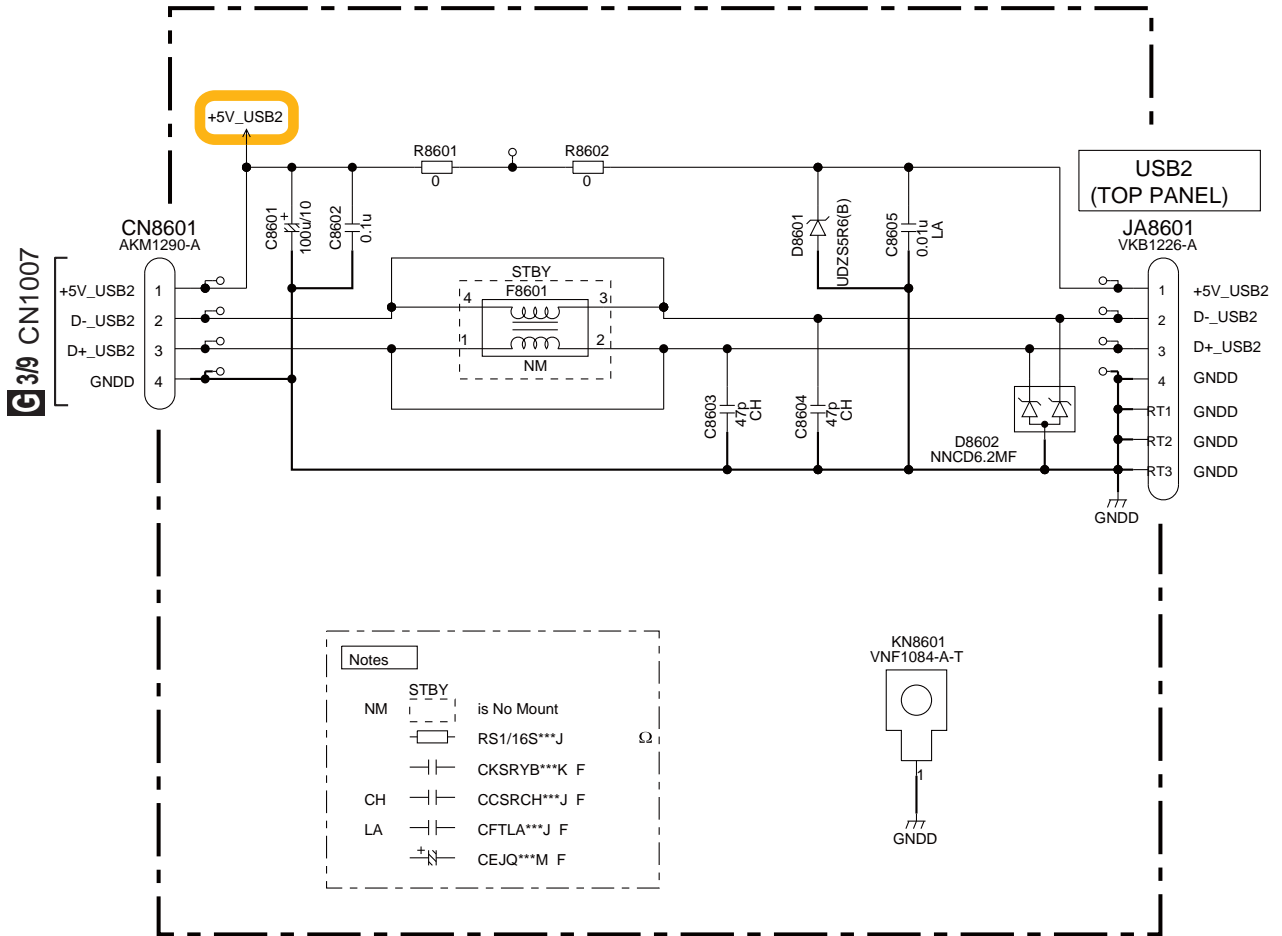 +5V_USB2
R8601
0
R8602
0
USB2
(TOP PANEL)
CN8601
AKM1290-A
JA8601
VKB1226-A
C8601
+
100u/10
C8602
0.1u
D8601
UDZS5R6(B)
C8605
0.01u
LA
G 3/9 CN1007
+5V_USB2 1
D-_USB2 2
D+_USB2 3
GNDD 4
STBY
F8601
4 3
1 2
NM
1 +5V_USB2
2 D-_USB2
3 D+_USB2
4 GNDD
RT1 GNDD
RT2 GNDD
RT3 GNDD
C8603
47p
CH
C8604
47p
CH
D8602
NNCD6.2MF
GNDD
Notes
STBY
NM is No Mount
RS1/16S***J Ω
CKSRYB***K F
CH CCSRCH***J F
LA CFTLA***J F
+ CEJQ***M F
KN8601
VNF1084-A-T
1
GNDD